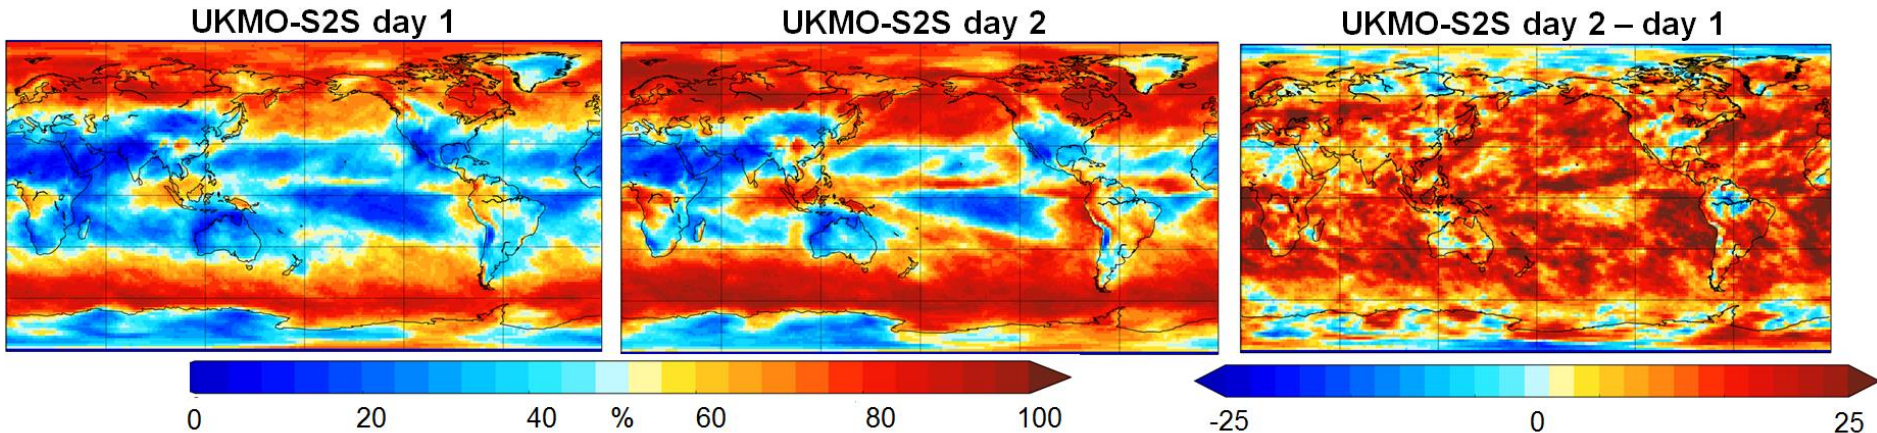 UKMO-S2S day 1
UKMO-S2S day 2
UKMO-S2S day 2 – day 1
0 20 40 % 60 80 100
-25 0 25